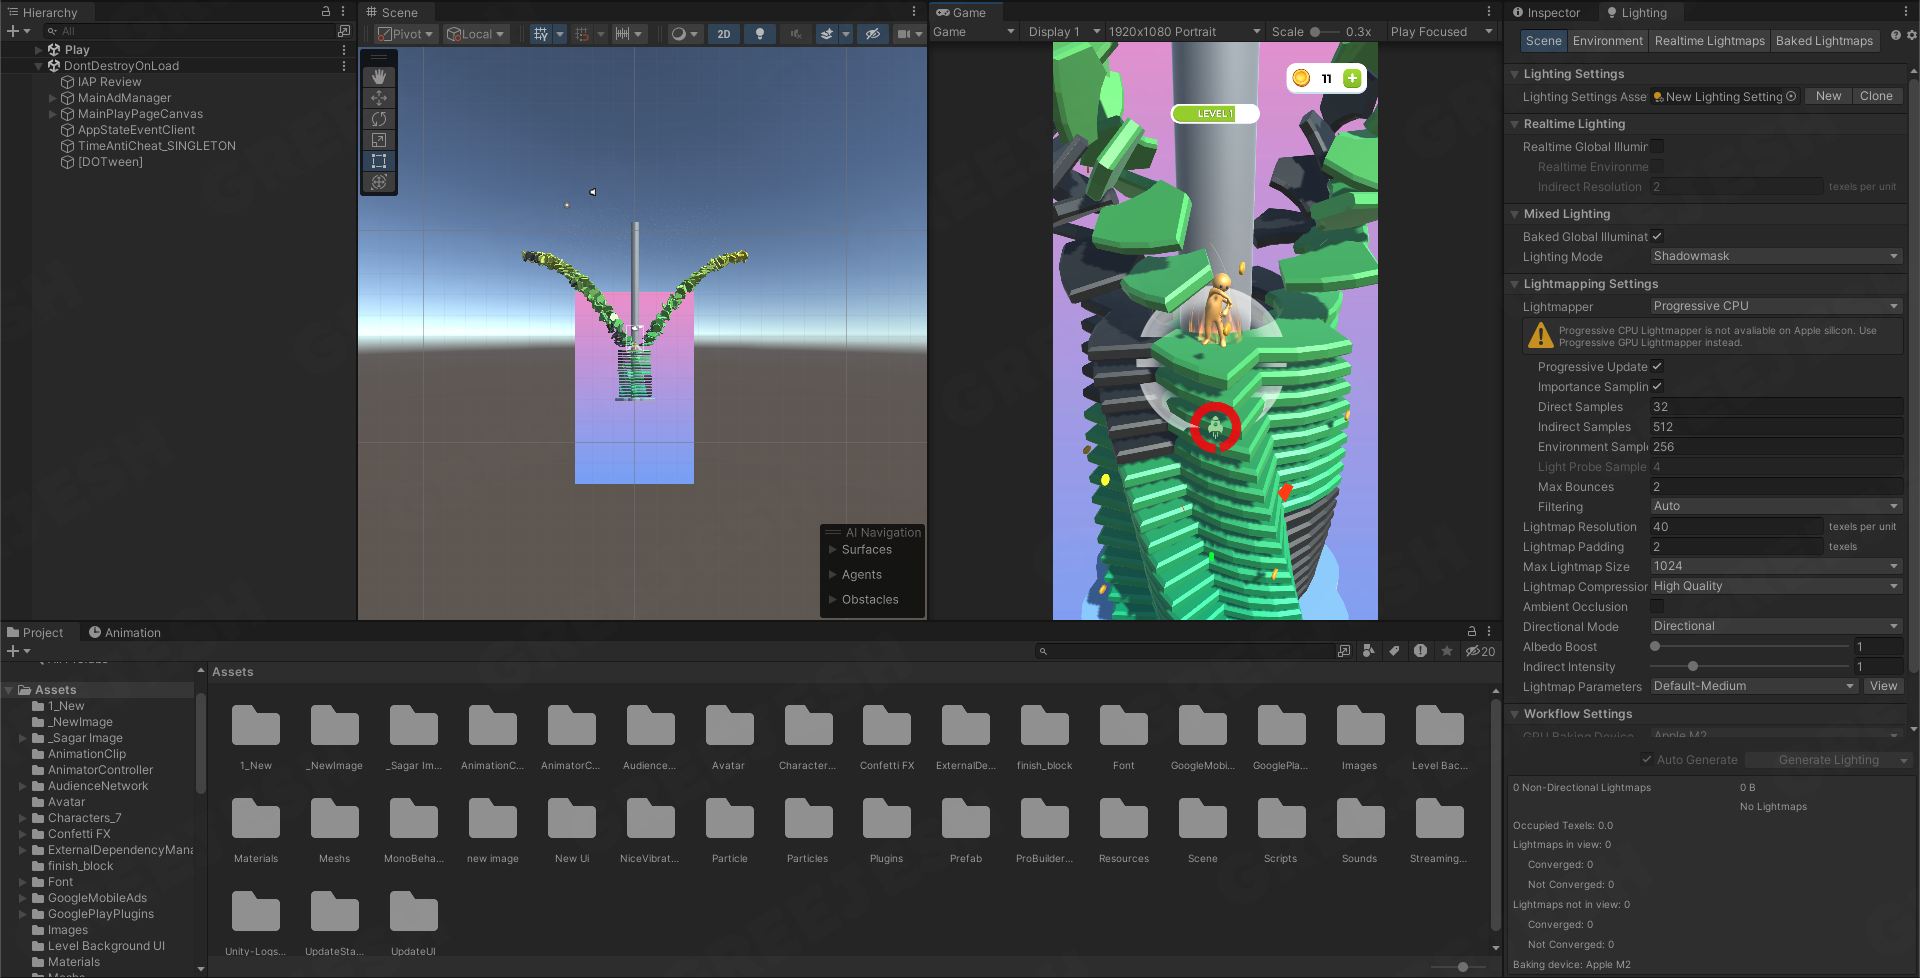 Hierarchy
All
Play
DontDestroyOnLoad
IAP Review
MainAdManager
MainPlayPageCanvas
AppStateEventClient
TimeAntiCheat_SINGLETON
[DOTween]
Scene
Pivot
Local
2D
AI Navigation
Surfaces
Agents
Obstacles
Game
Game
Display 1
1920x1080 Portrait
Scale
0.3x
Play Focused
11
LEVEL 1
Inspector
Lighting
Scene
Environment
Realtime Lightmaps
Baked Lightmaps
Lighting Settings
Lighting Settings Asse
New Lighting Setting
New
Clone
Realtime Lighting
Realtime Global Illumir
Realtime Environme
Indirect Resolution
2
texels per unit
Mixed Lighting
Baked Global Illuminat
Lighting Mode
Shadowmask
Lightmapping Settings
Lightmapper
Progressive CPU
Progressive CPU Lightmapper is not avaliable on Apple silicon. Use
Progressive GPU Lightmapper instead.
Progressive Update
Importance Samplin
Direct Samples
32
Indirect Samples
512
Environment Sampl
256
Light Probe Sample
4
Max Bounces
2
Filtering
Auto
Lightmap Resolution
40
texels per unit
Lightmap Padding
2
texels
Max Lightmap Size
1024
Lightmap Compression
High Quality
Ambient Occlusion
Directional Mode
Directional
Albedo Boost
1
Indirect Intensity
1
Lightmap Parameters
Default-Medium
View
Workflow Settings
GPU Baking Device
Apple M2
Auto Generate
Generate Lighting
0 Non-Directional Lightmaps
0 B
No Lightmaps
Occupied Texels: 0.0
Lightmaps in view: 0
Converged: 0
Not Converged: 0
Lightmaps not in view: 0
Converged: 0
Not Converged: 0
Baking device: Apple M2
Project
Animation
20
Assets
1_New
_NewImage
_Sagar Image
AnimationClip
AnimatorController
AudienceNetwork
Avatar
Characters_7
Confetti FX
ExternalDependencyMana
finish_block
Font
GoogleMobileAds
GooglePlayPlugins
Images
Level Background UI
Materials
Assets
1_New
_NewImage
_Sagar Im...
AnimationC...
AnimatorC...
Audience...
Avatar
Character...
Confetti FX
ExternalDe...
finish_block
Font
GoogleMobi...
GooglePla...
Images
Level Bac...
Materials
Meshs
MonoBeha...
new image
New Ui
NiceVibrat...
Particle
Particles
Plugins
Prefab
ProBuilder...
Resources
Scene
Scripts
Sounds
Streaming...
Unity-Logs...
UpdateSta...
UpdateUI